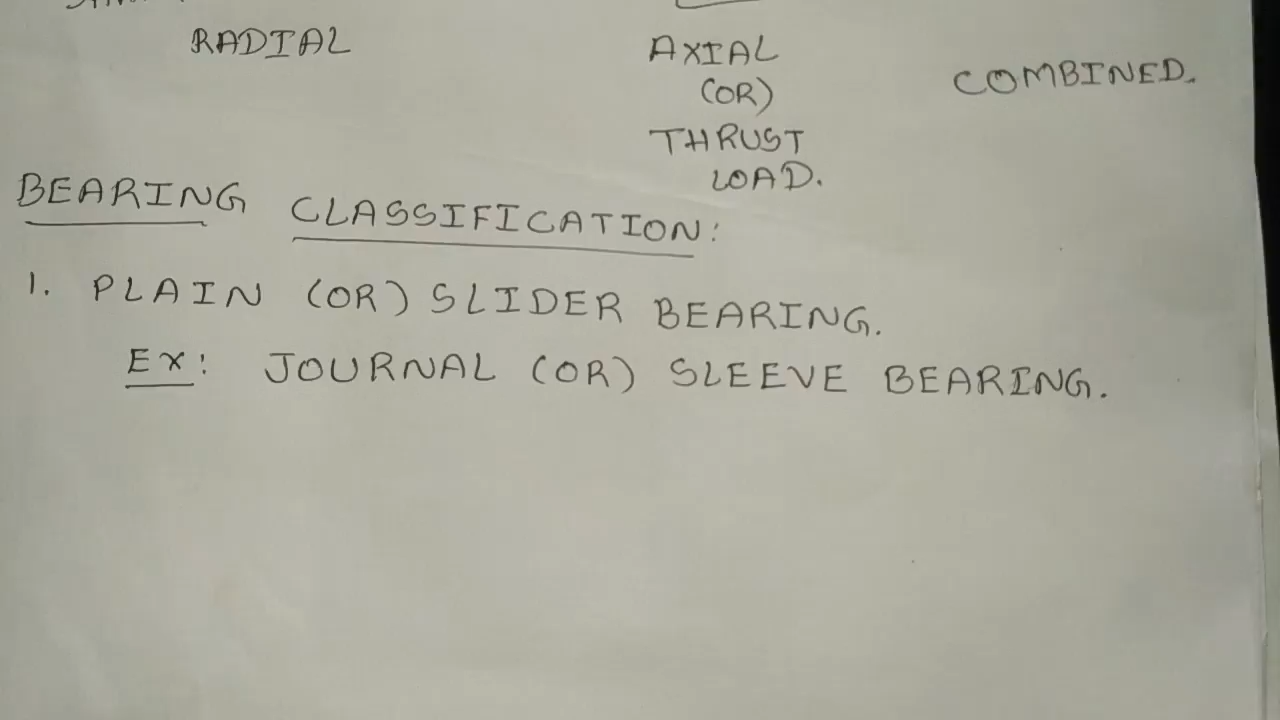 RADIAL
AXIAL
(OR)
THRUST
LOAD.
COMBINED.
BEARING CLASSIFICATION:
1. PLAIN (OR) SLIDER BEARING.
EX: JOURNAL (OR) SLEEVE BEARING.